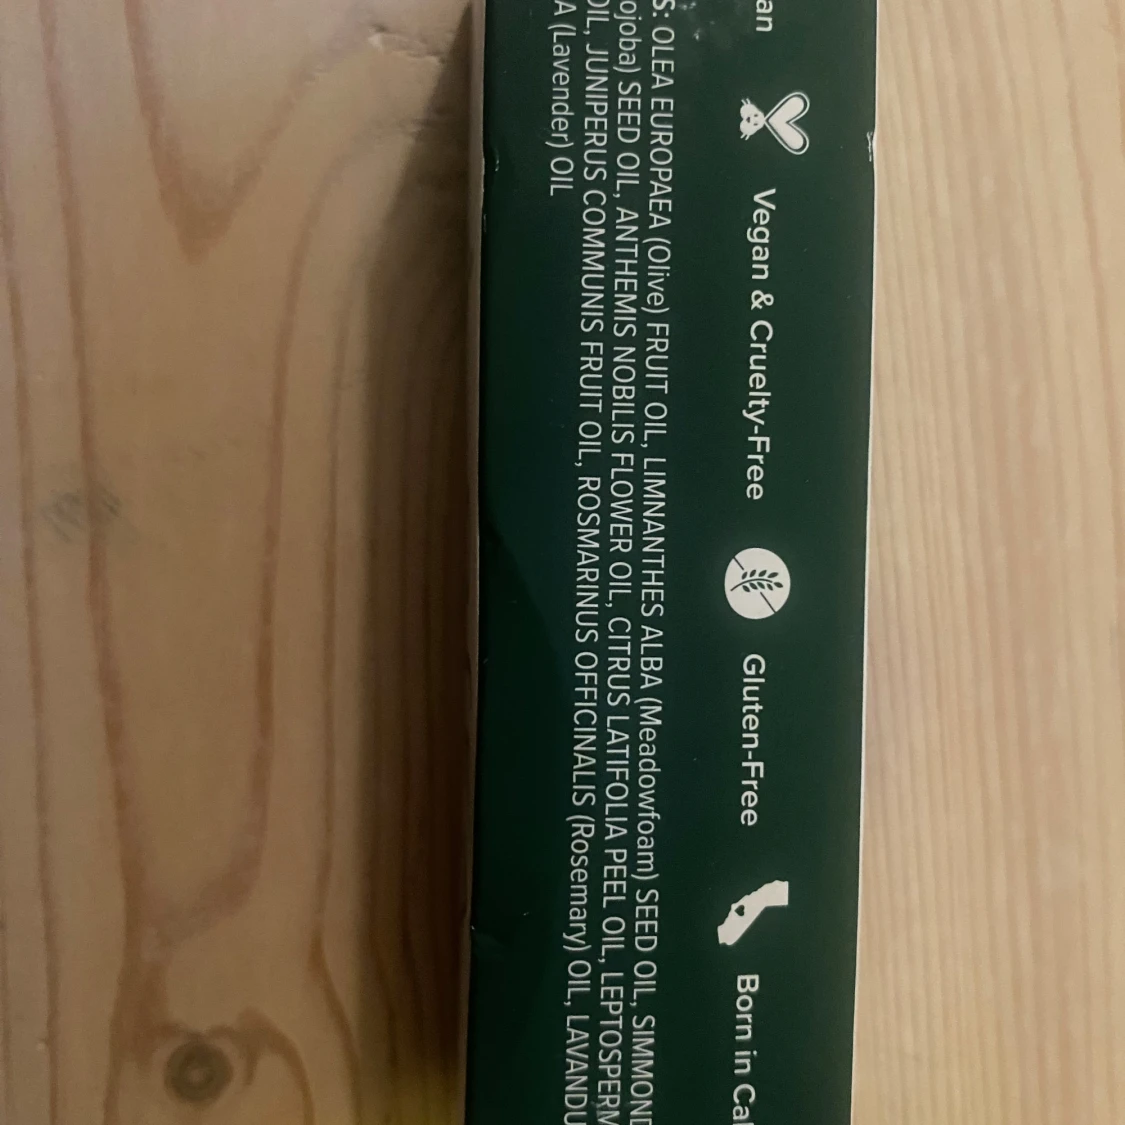 an Vegan & Cruelty-Free Gluten-Free Born in Cal
S: OLEA EUROPAEA (Olive) FRUIT OIL, LIMNANTHES ALBA (Meadowfoam) SEED OIL, SIMMOND
ojoba) SEED OIL, ANTHEMIS NOBILIS FLOWER OIL, CITRUS LATIFOLIA PEEL OIL, LEPTOSPERM
OIL, JUNIPERUS COMMUNIS FRUIT OIL, ROSMARINUS OFFICINALIS (Rosemary) OIL, LAVANDU
A (Lavender) OIL